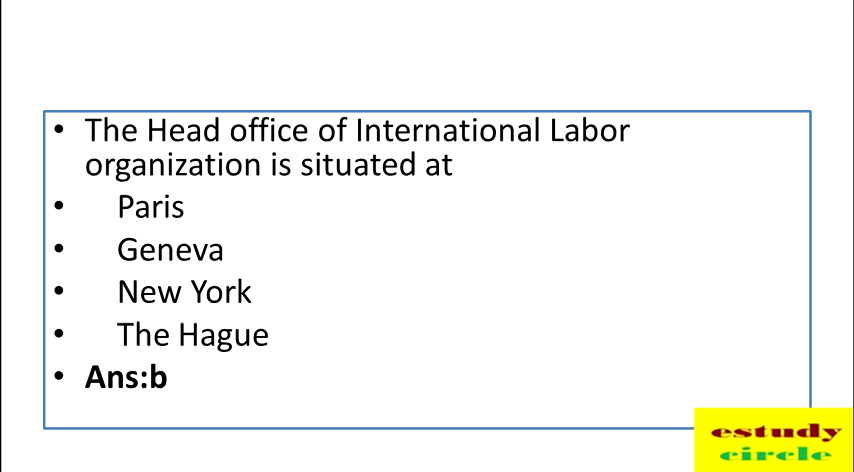 • The Head office of International Labor
organization is situated at
• Paris
• Geneva
• New York
• The Hague
• Ans:b
estudy
circle